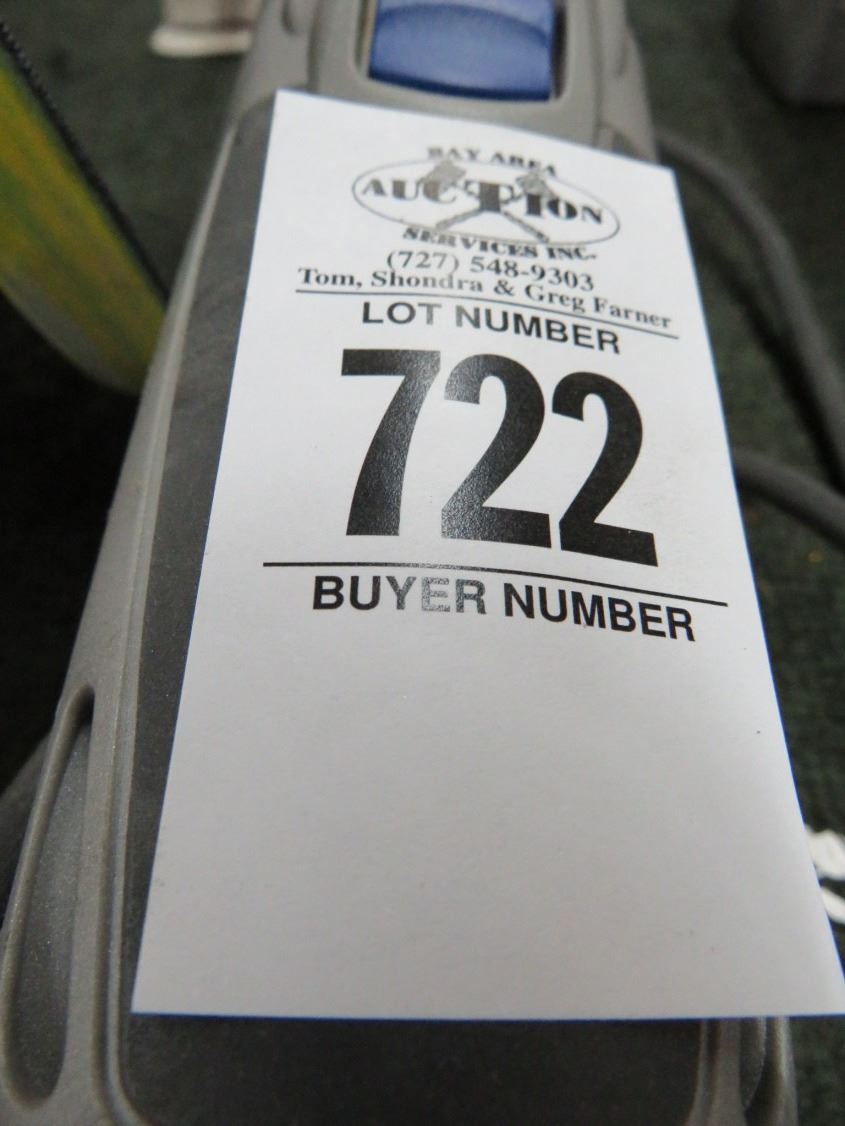 BAY AREA
AUCTION
SERVICES INC.
(727) 548-9303
Tom, Shondra & Greg Farner
LOT NUMBER
722
BUYER NUMBER